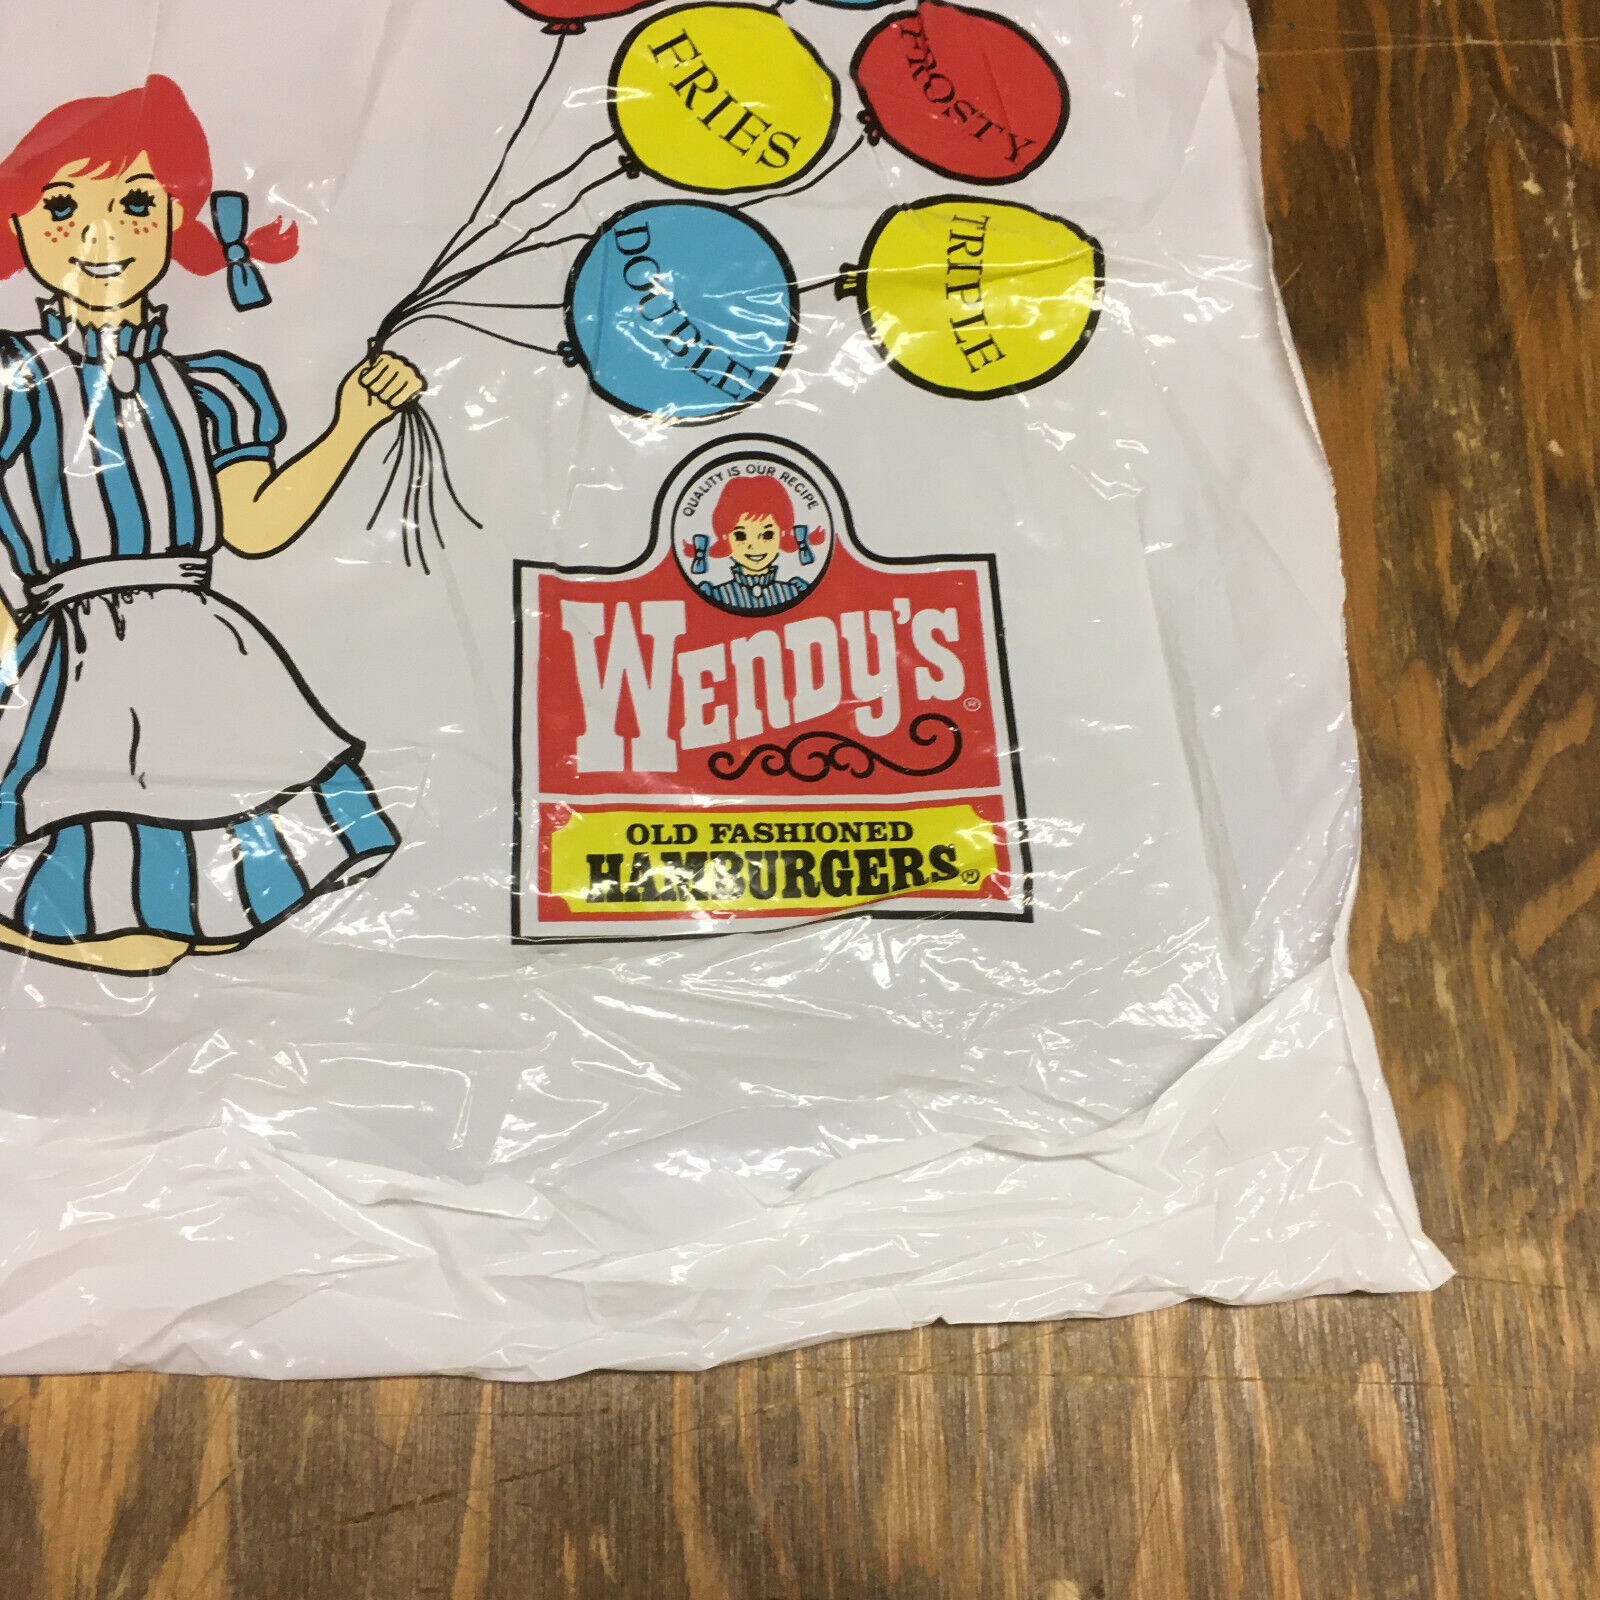 FRIES
FROSTY
DOUBLE
TRIPLE
QUALITY IS OUR RECIPE
WENDY'S®
OLD FASHIONED
HAMBURGERS®